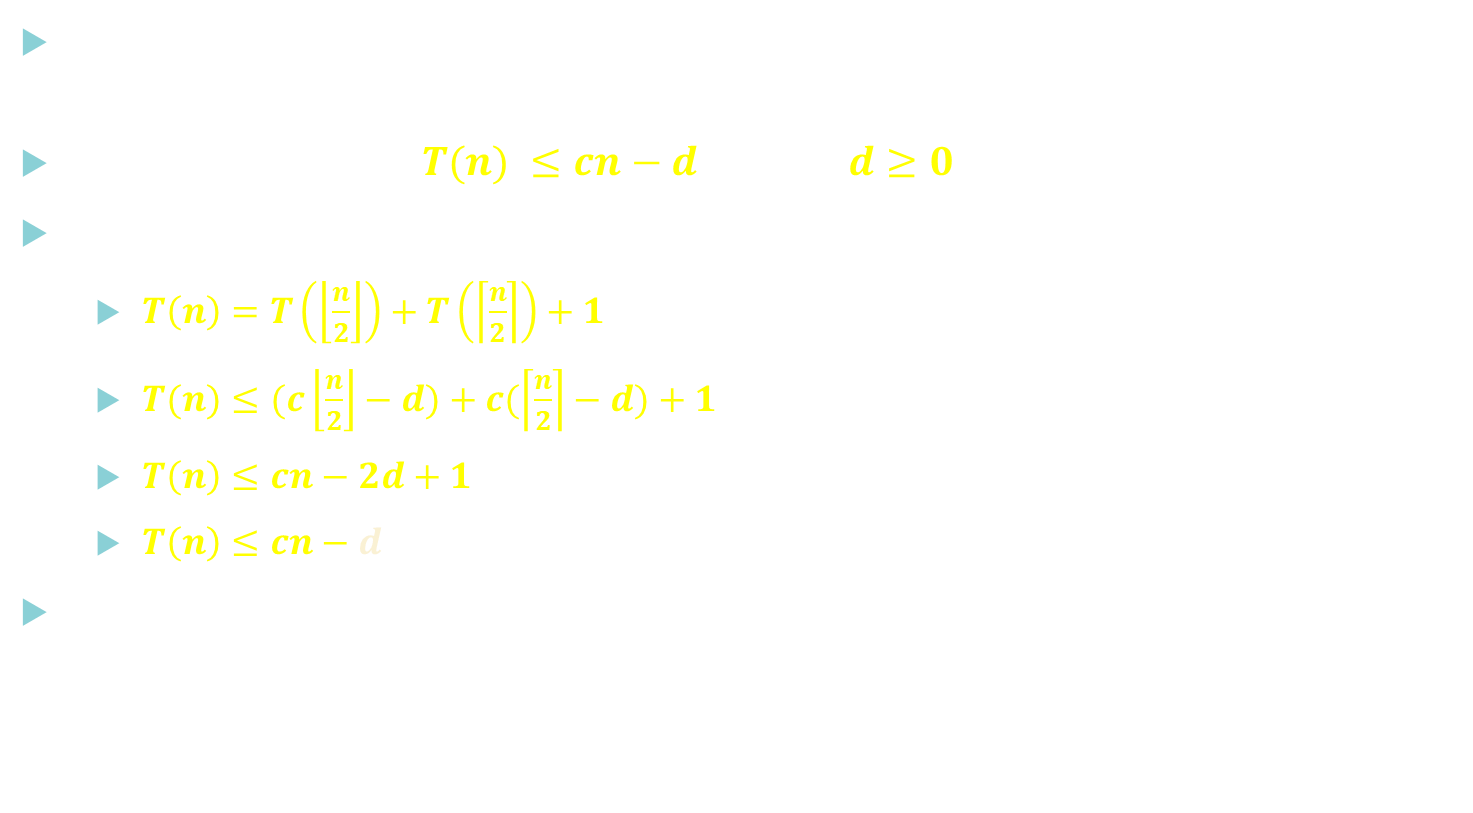 T(n) ≤ cn − d d ≥ 0
T(n) = T(⌊n/2⌋) + T(⌈n/2⌉) + 1
T(n) ≤ (c⌊n/2⌋ − d) + c(⌈n/2⌉ − d) + 1
T(n) ≤ cn − 2d + 1
T(n) ≤ cn − d